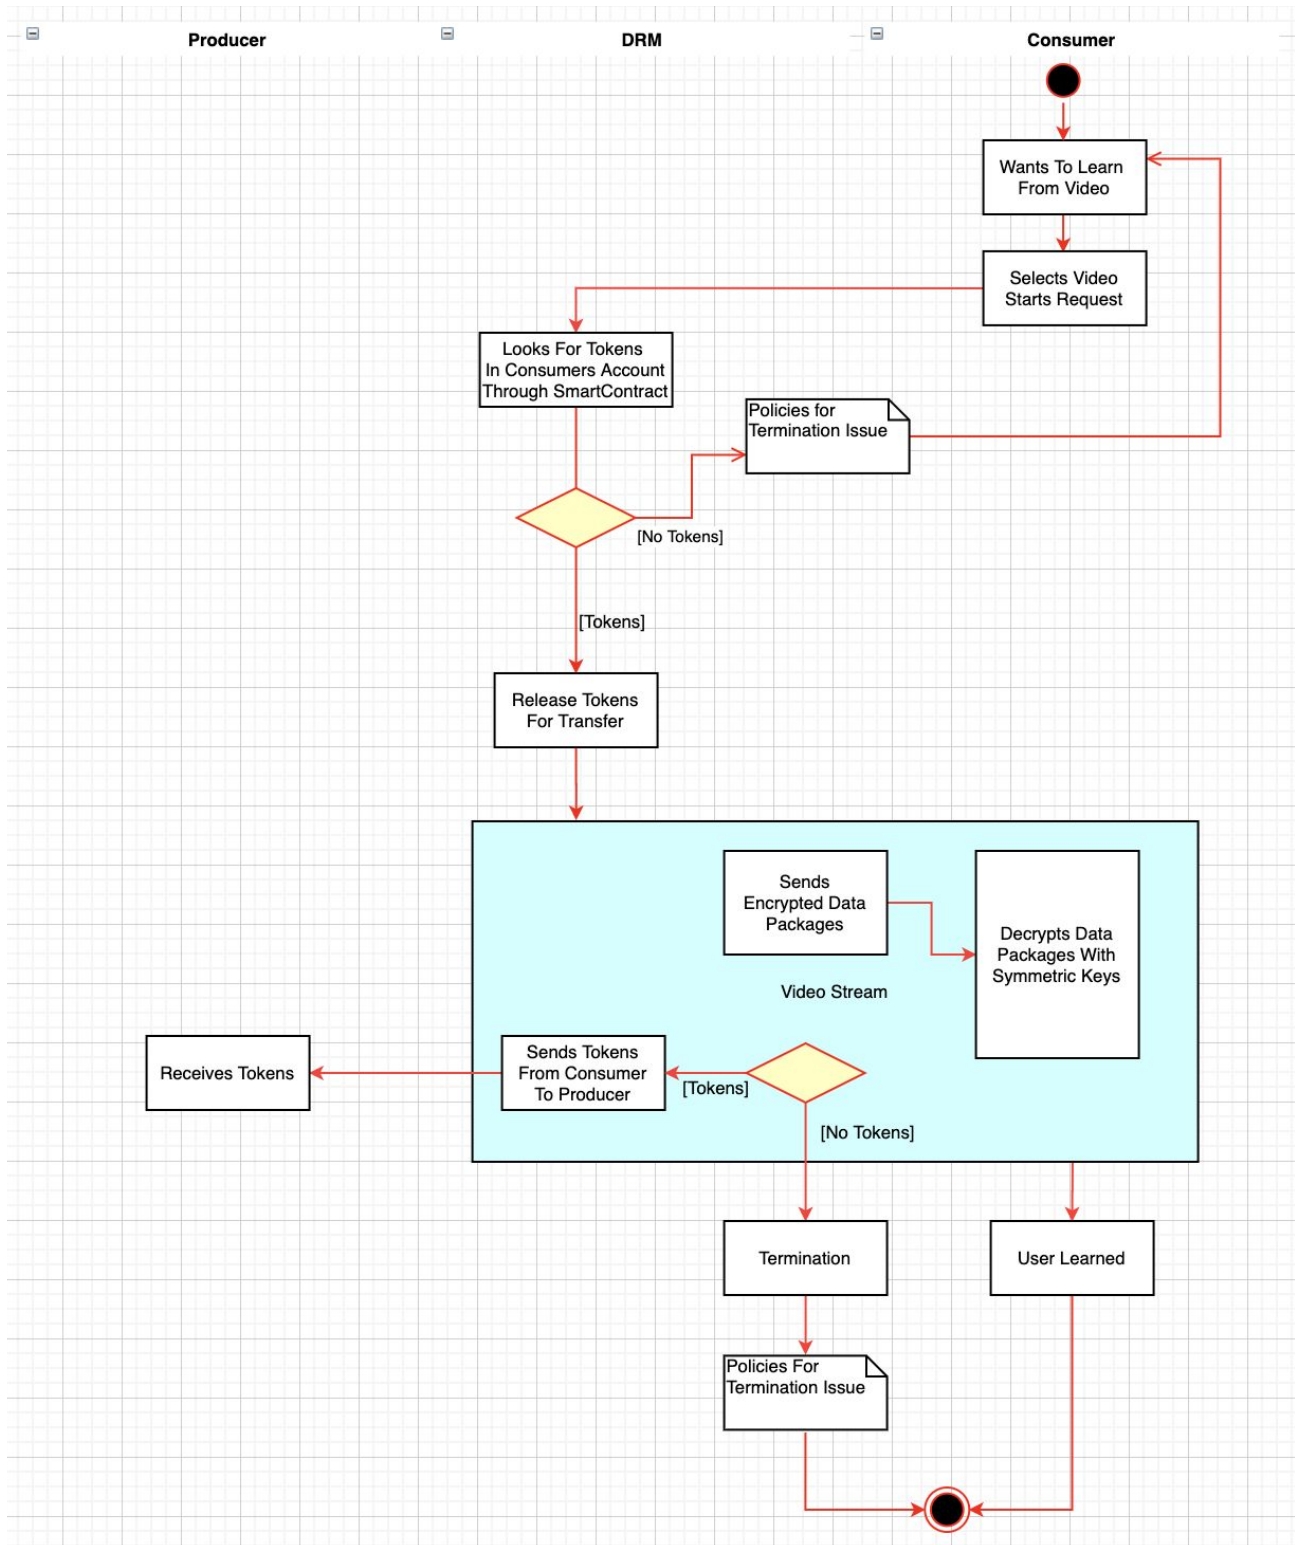 Producer
DRM
Consumer
Wants To Learn
From Video
Selects Video
Starts Request
Looks For Tokens
In Consumers Account
Through SmartContract
Policies for
Termination Issue
[No Tokens]
[Tokens]
Release Tokens
For Transfer
Sends
Encrypted Data
Packages
Decrypts Data
Packages With
Symmetric Keys
Video Stream
Receives Tokens
Sends Tokens
From Consumer
To Producer
[Tokens]
[No Tokens]
Termination
User Learned
Policies For
Termination Issue